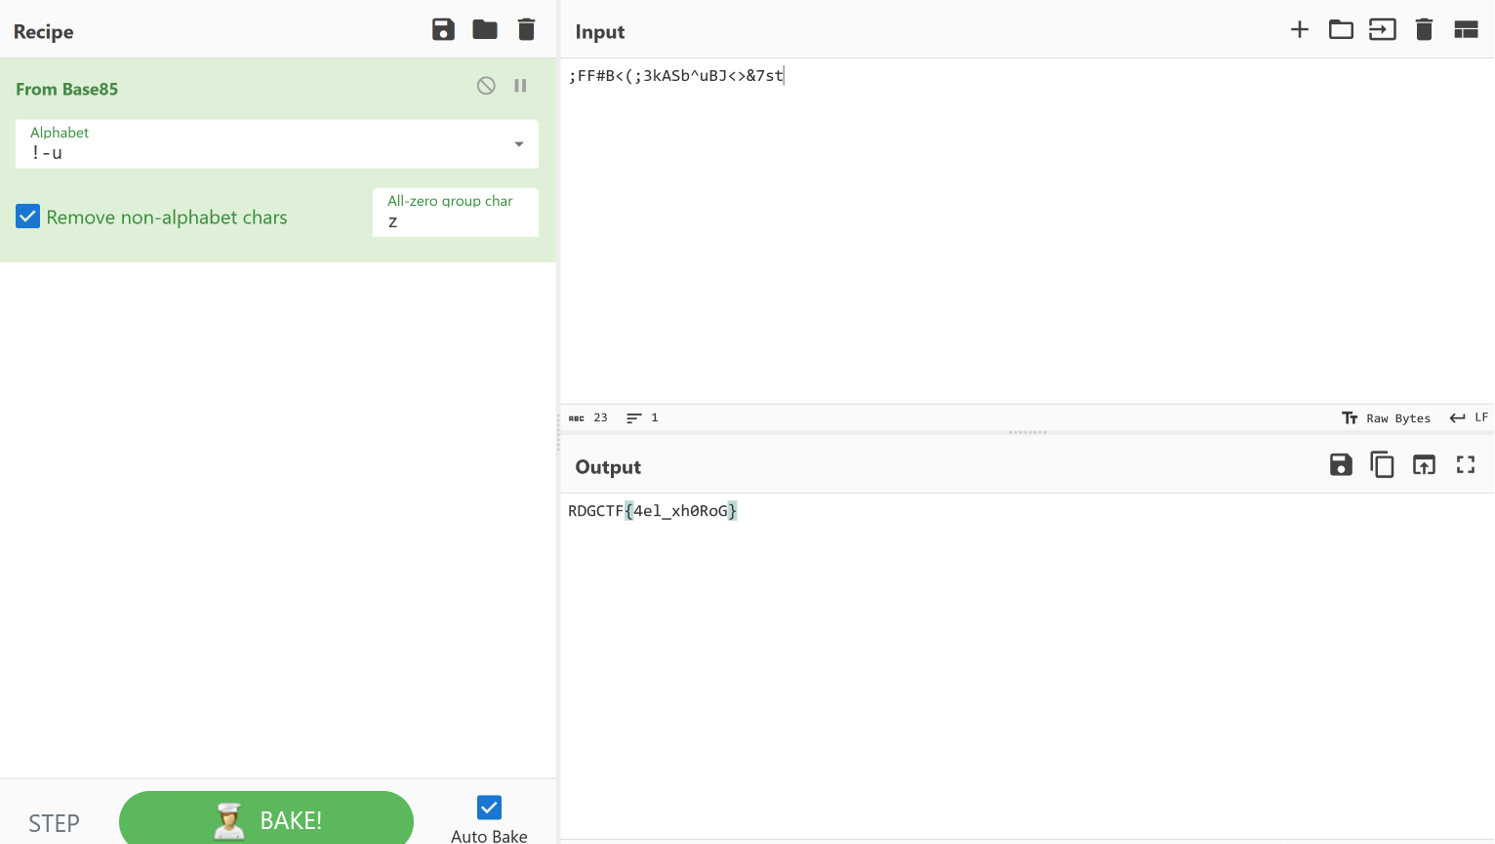 Recipe
From Base85
Alphabet
!-u
Remove non-alphabet chars
All-zero group char
z
STEP
BAKE!
Auto Bake
Input
;FF#B<(;3kASb^uBJ<>&7st
ABC 23 1
Tт Raw Bytes LF
Output
RDGCTF{4el_xh0RoG}